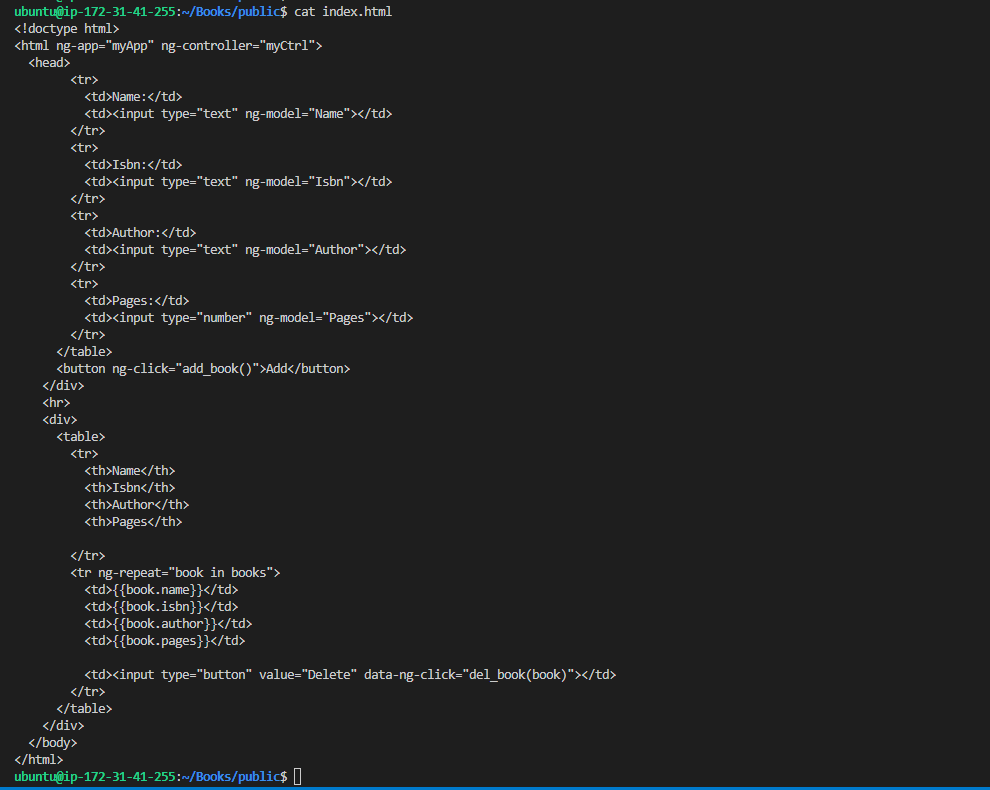 ubuntu@ip-172-31-41-255:~/Books/public$ cat index.html
<!doctype html>
<html ng-app="myApp" ng-controller="myCtrl">
  <head>
        <tr>
          <td>Name:</td>
          <td><input type="text" ng-model="Name"></td>
        </tr>
        <tr>
          <td>Isbn:</td>
          <td><input type="text" ng-model="Isbn"></td>
        </tr>
        <tr>
          <td>Author:</td>
          <td><input type="text" ng-model="Author"></td>
        </tr>
        <tr>
          <td>Pages:</td>
          <td><input type="number" ng-model="Pages"></td>
        </tr>
      </table>
      <button ng-click="add_book()">Add</button>
    </div>
    <hr>
    <div>
      <table>
        <tr>
          <th>Name</th>
          <th>Isbn</th>
          <th>Author</th>
          <th>Pages</th>

        </tr>
        <tr ng-repeat="book in books">
          <td>{{book.name}}</td>
          <td>{{book.isbn}}</td>
          <td>{{book.author}}</td>
          <td>{{book.pages}}</td>

          <td><input type="button" value="Delete" data-ng-click="del_book(book)"></td>
        </tr>
      </table>
    </div>
  </body>
</html>
ubuntu@ip-172-31-41-255:~/Books/public$